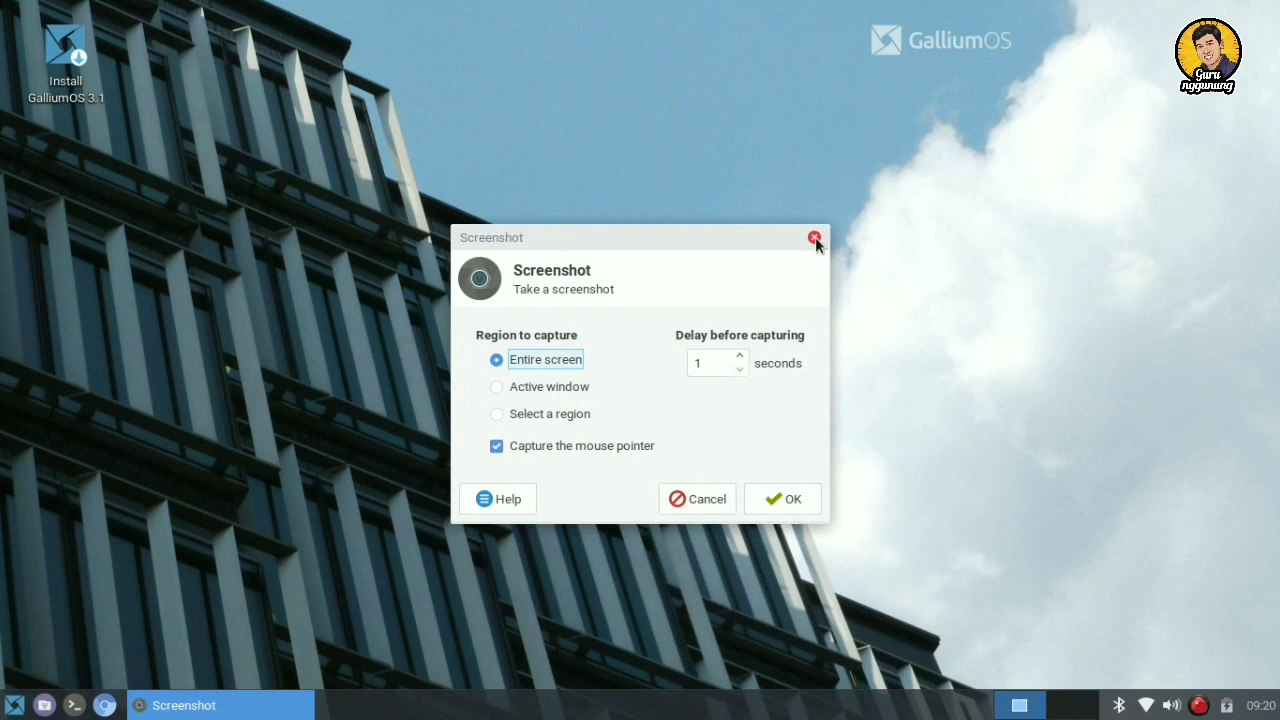 Install
GalliumOS 3.1
GalliumOS
Guru
nggunung
Screenshot
Screenshot
Take a screenshot
Region to capture
Entire screen
Active window
Select a region
Capture the mouse pointer
Delay before capturing
1 seconds
Help
Cancel
OK
Screenshot
09:20